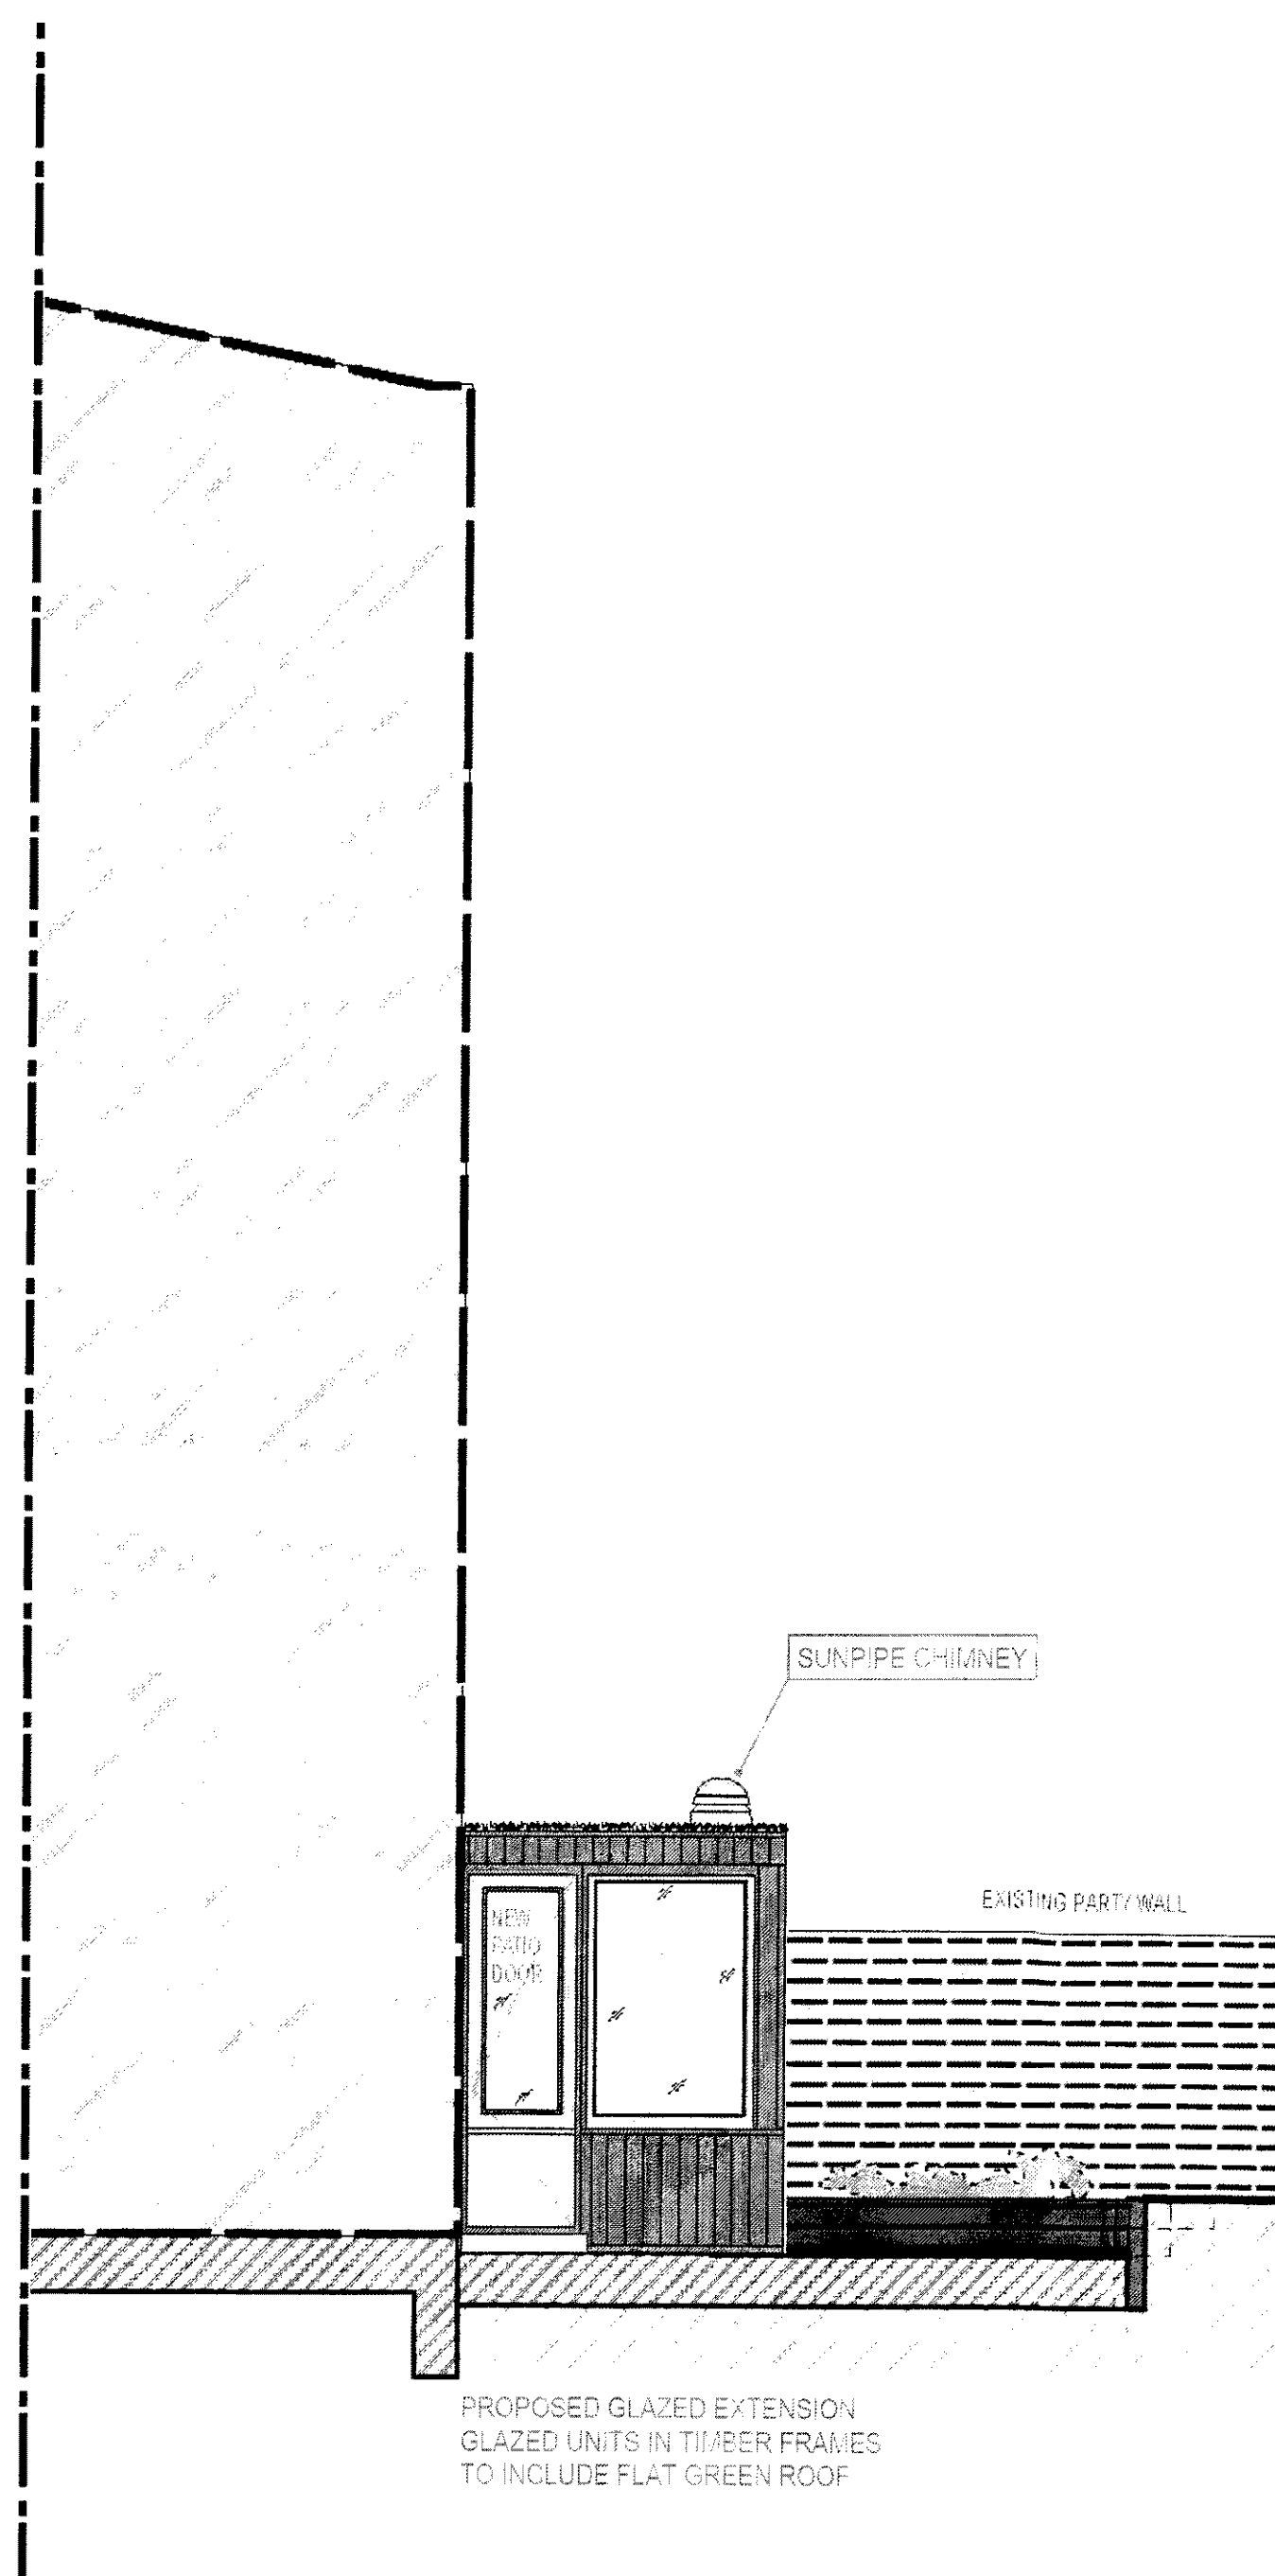 SUNPIPE CHIMNEY
EXISTING PARTY WALL
NEW
PATIO
DOOR
PROPOSED GLAZED EXTENSION
GLAZED UNITS IN TIMBER FRAMES
TO INCLUDE FLAT GREEN ROOF